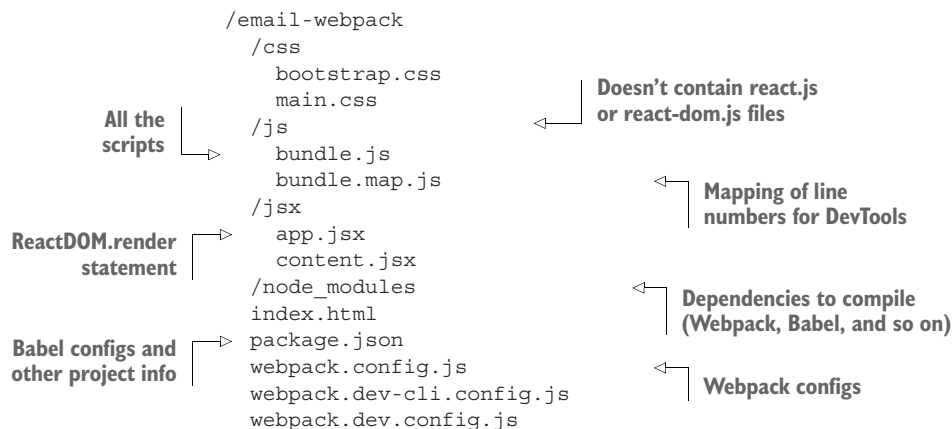 /email-webpack
/css
bootstrap.css
main.css
Doesn't contain react.js
or react-dom.js files
/js
All the
scripts
bundle.js
bundle.map.js
Mapping of line
numbers for DevTools
/jsx
ReactDOM.render
statement
app.jsx
content.jsx
/node_modules
Dependencies to compile
(Webpack, Babel, and so on)
index.html
Babel configs and
other project info
package.json
webpack.config.js
Webpack configs
webpack.dev-cli.config.js
webpack.dev.config.js